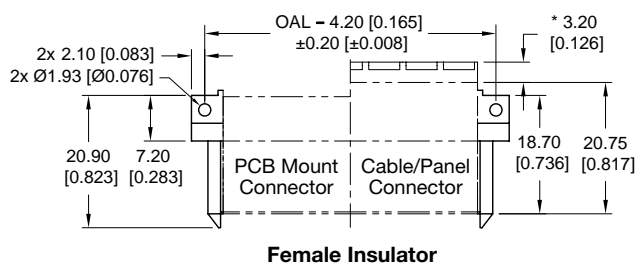 OAL – 4.20 [0.165]
±0.20 [±0.008]
* 3.20
[0.126]
2x 2.10 [0.083]
2x Ø1.93 [Ø0.076]
20.90
[0.823]
7.20
[0.283]
PCB Mount
Connector
Cable/Panel
Connector
18.70
[0.736]
20.75
[0.817]
Female Insulator